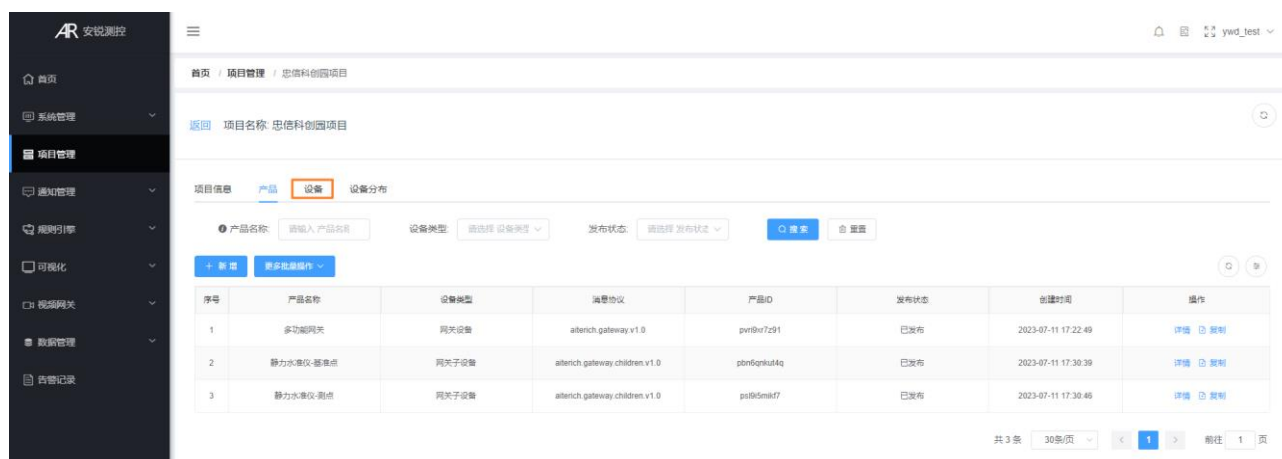 AR 安锐测控
ywd_test
首页
首页 / 项目管理 / 忠信科创园项目
系统管理
返回 项目名称: 忠信科创园项目
项目管理
通知管理
项目信息 产品 设备 设备分布
规则引擎
产品名称: 请输入 产品名称 设备类型: 请选择 设备类型 发布状态: 请选择 发布状态 搜索 重置
可视化
+ 新增 更多批量操作
视频网关
序号 产品名称 设备类型 消息协议 产品ID 发布状态 创建时间 操作
1 多功能网关 网关设备 aiterich.gateway.v1.0 pvri9xr7z91 已发布 2023-07-11 17:22:49 详情 复制
数据管理
2 静力水准仪-基准点 网关子设备 aiterich.gateway.children.v1.0 pbn6qnkut4q 已发布 2023-07-11 17:30:39 详情 复制
告警记录
3 静力水准仪-测点 网关子设备 aiterich.gateway.children.v1.0 psl9i5mikf7 已发布 2023-07-11 17:30:46 详情 复制
共 3 条 30条/页 < 1 > 前往 1 页